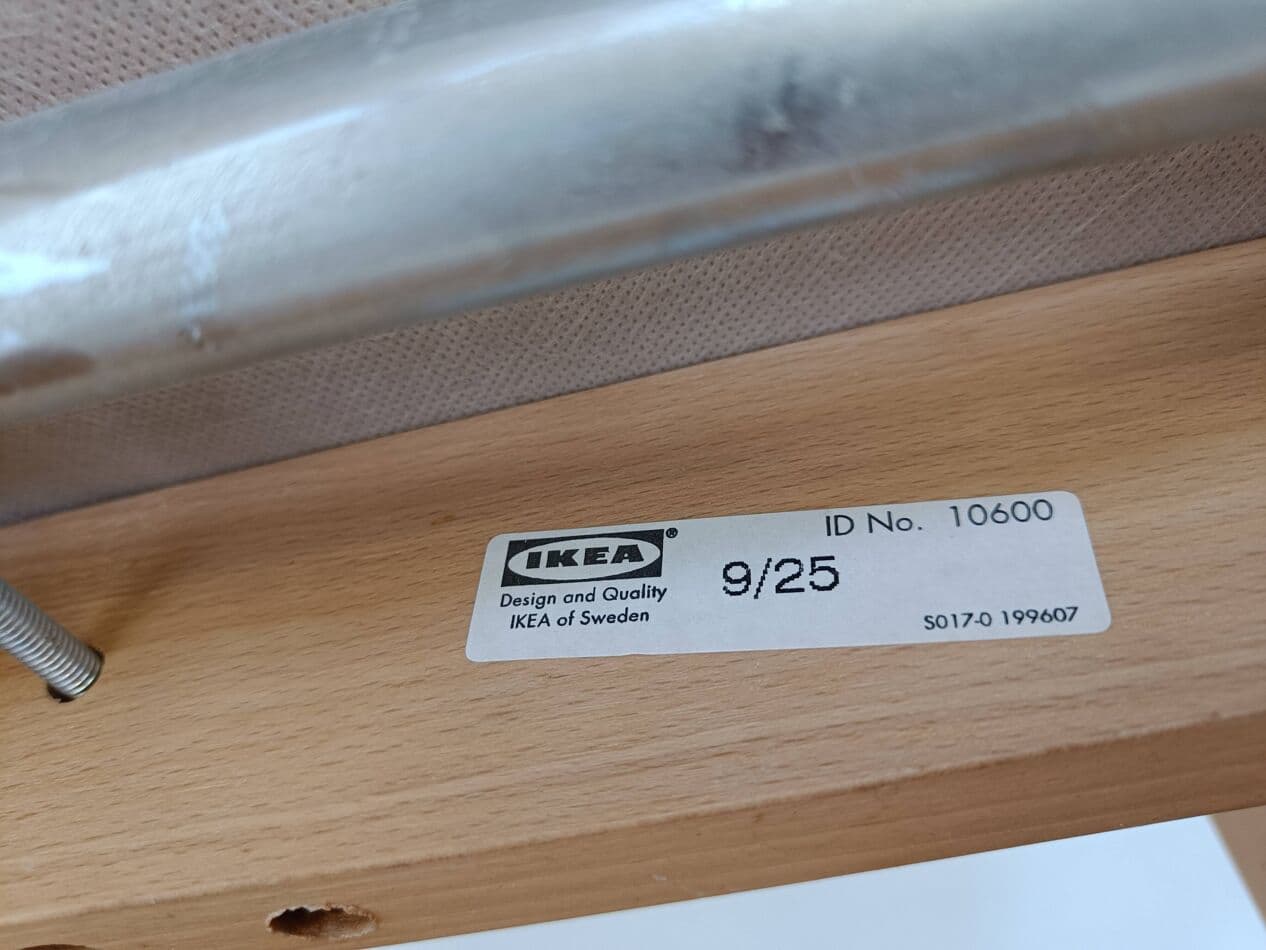 IKEA®
Design and Quality
IKEA of Sweden
9/25
ID No. 10600
S017-0 199607